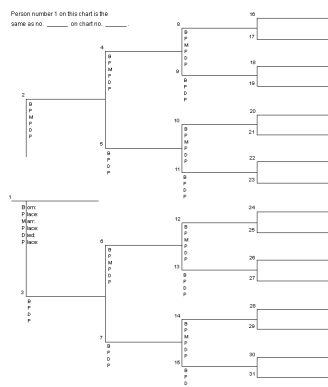 Person number 1 on this chart is the
same as no. ______ on chart no. ______ .
1
Born:
Place:
Marr:
Place:
Died:
Place:
2
B
P
M
P
D
P
3
B
P
D
P
4
B
P
M
P
D
P
5
B
P
D
P
6
B
P
M
P
D
P
7
B
P
D
P
8
B
P
M
P
D
P
9
B
P
D
P
10
B
P
M
P
D
P
11
B
P
D
P
12
B
P
M
P
D
P
13
B
P
D
P
14
B
P
M
P
D
P
15
B
P
D
16
17
18
19
20
21
22
23
24
25
26
27
28
29
30
31